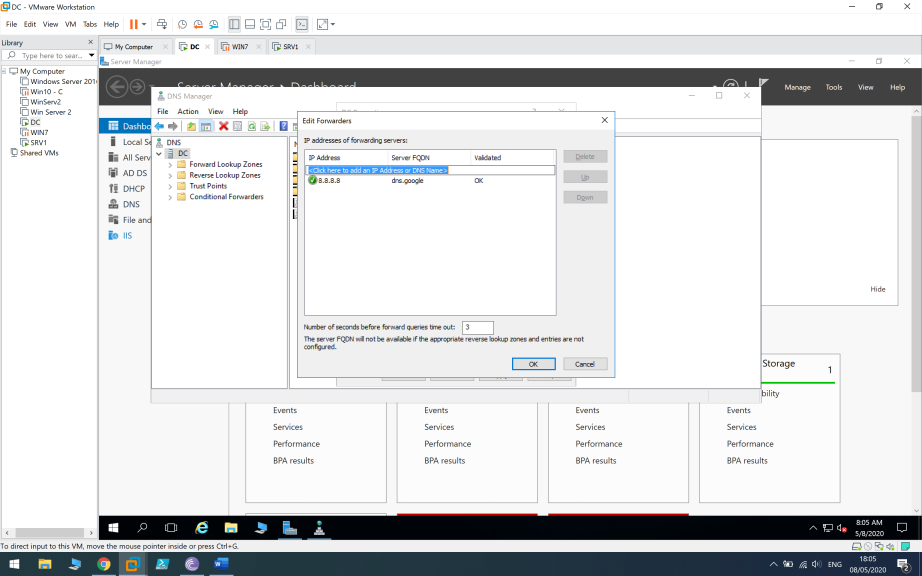 DC - VMware Workstation
File Edit View VM Tabs Help
Library
Type here to sear...
My Computer
DC
WIN7
SRV1
My Computer
Windows Server 201
Win10 - C
WinServ2
Win Server 2
DC
WIN7
SRV1
Shared VMs
Server Manager
Manage Tools View Help
Dashbo
Local Se
All Serv
AD DS
DHCP
DNS
File and
IIS
DNS Manager
File Action View Help
DNS
DC
Forward Lookup Zones
Reverse Lookup Zones
Trust Points
Conditional Forwarders
Edit Forwarders
IP addresses of forwarding servers:
IP Address Server FQDN Validated
<Click here to add an IP Address or DNS Name>
8.8.8.8 dns.google OK
Delete
Up
Down
Number of seconds before forward queries time out: 3
The server FQDN will not be available if the appropriate reverse lookup zones and entries are not
configured.
OK Cancel
Hide
Storage 1
bility
Events Events Events Events
Services Services Services Services
Performance Performance Performance Performance
BPA results BPA results BPA results BPA results
8:05 AM
5/8/2020
To direct input to this VM, move the mouse pointer inside or press Ctrl+G.
ENG
18:05
08/05/2020
2